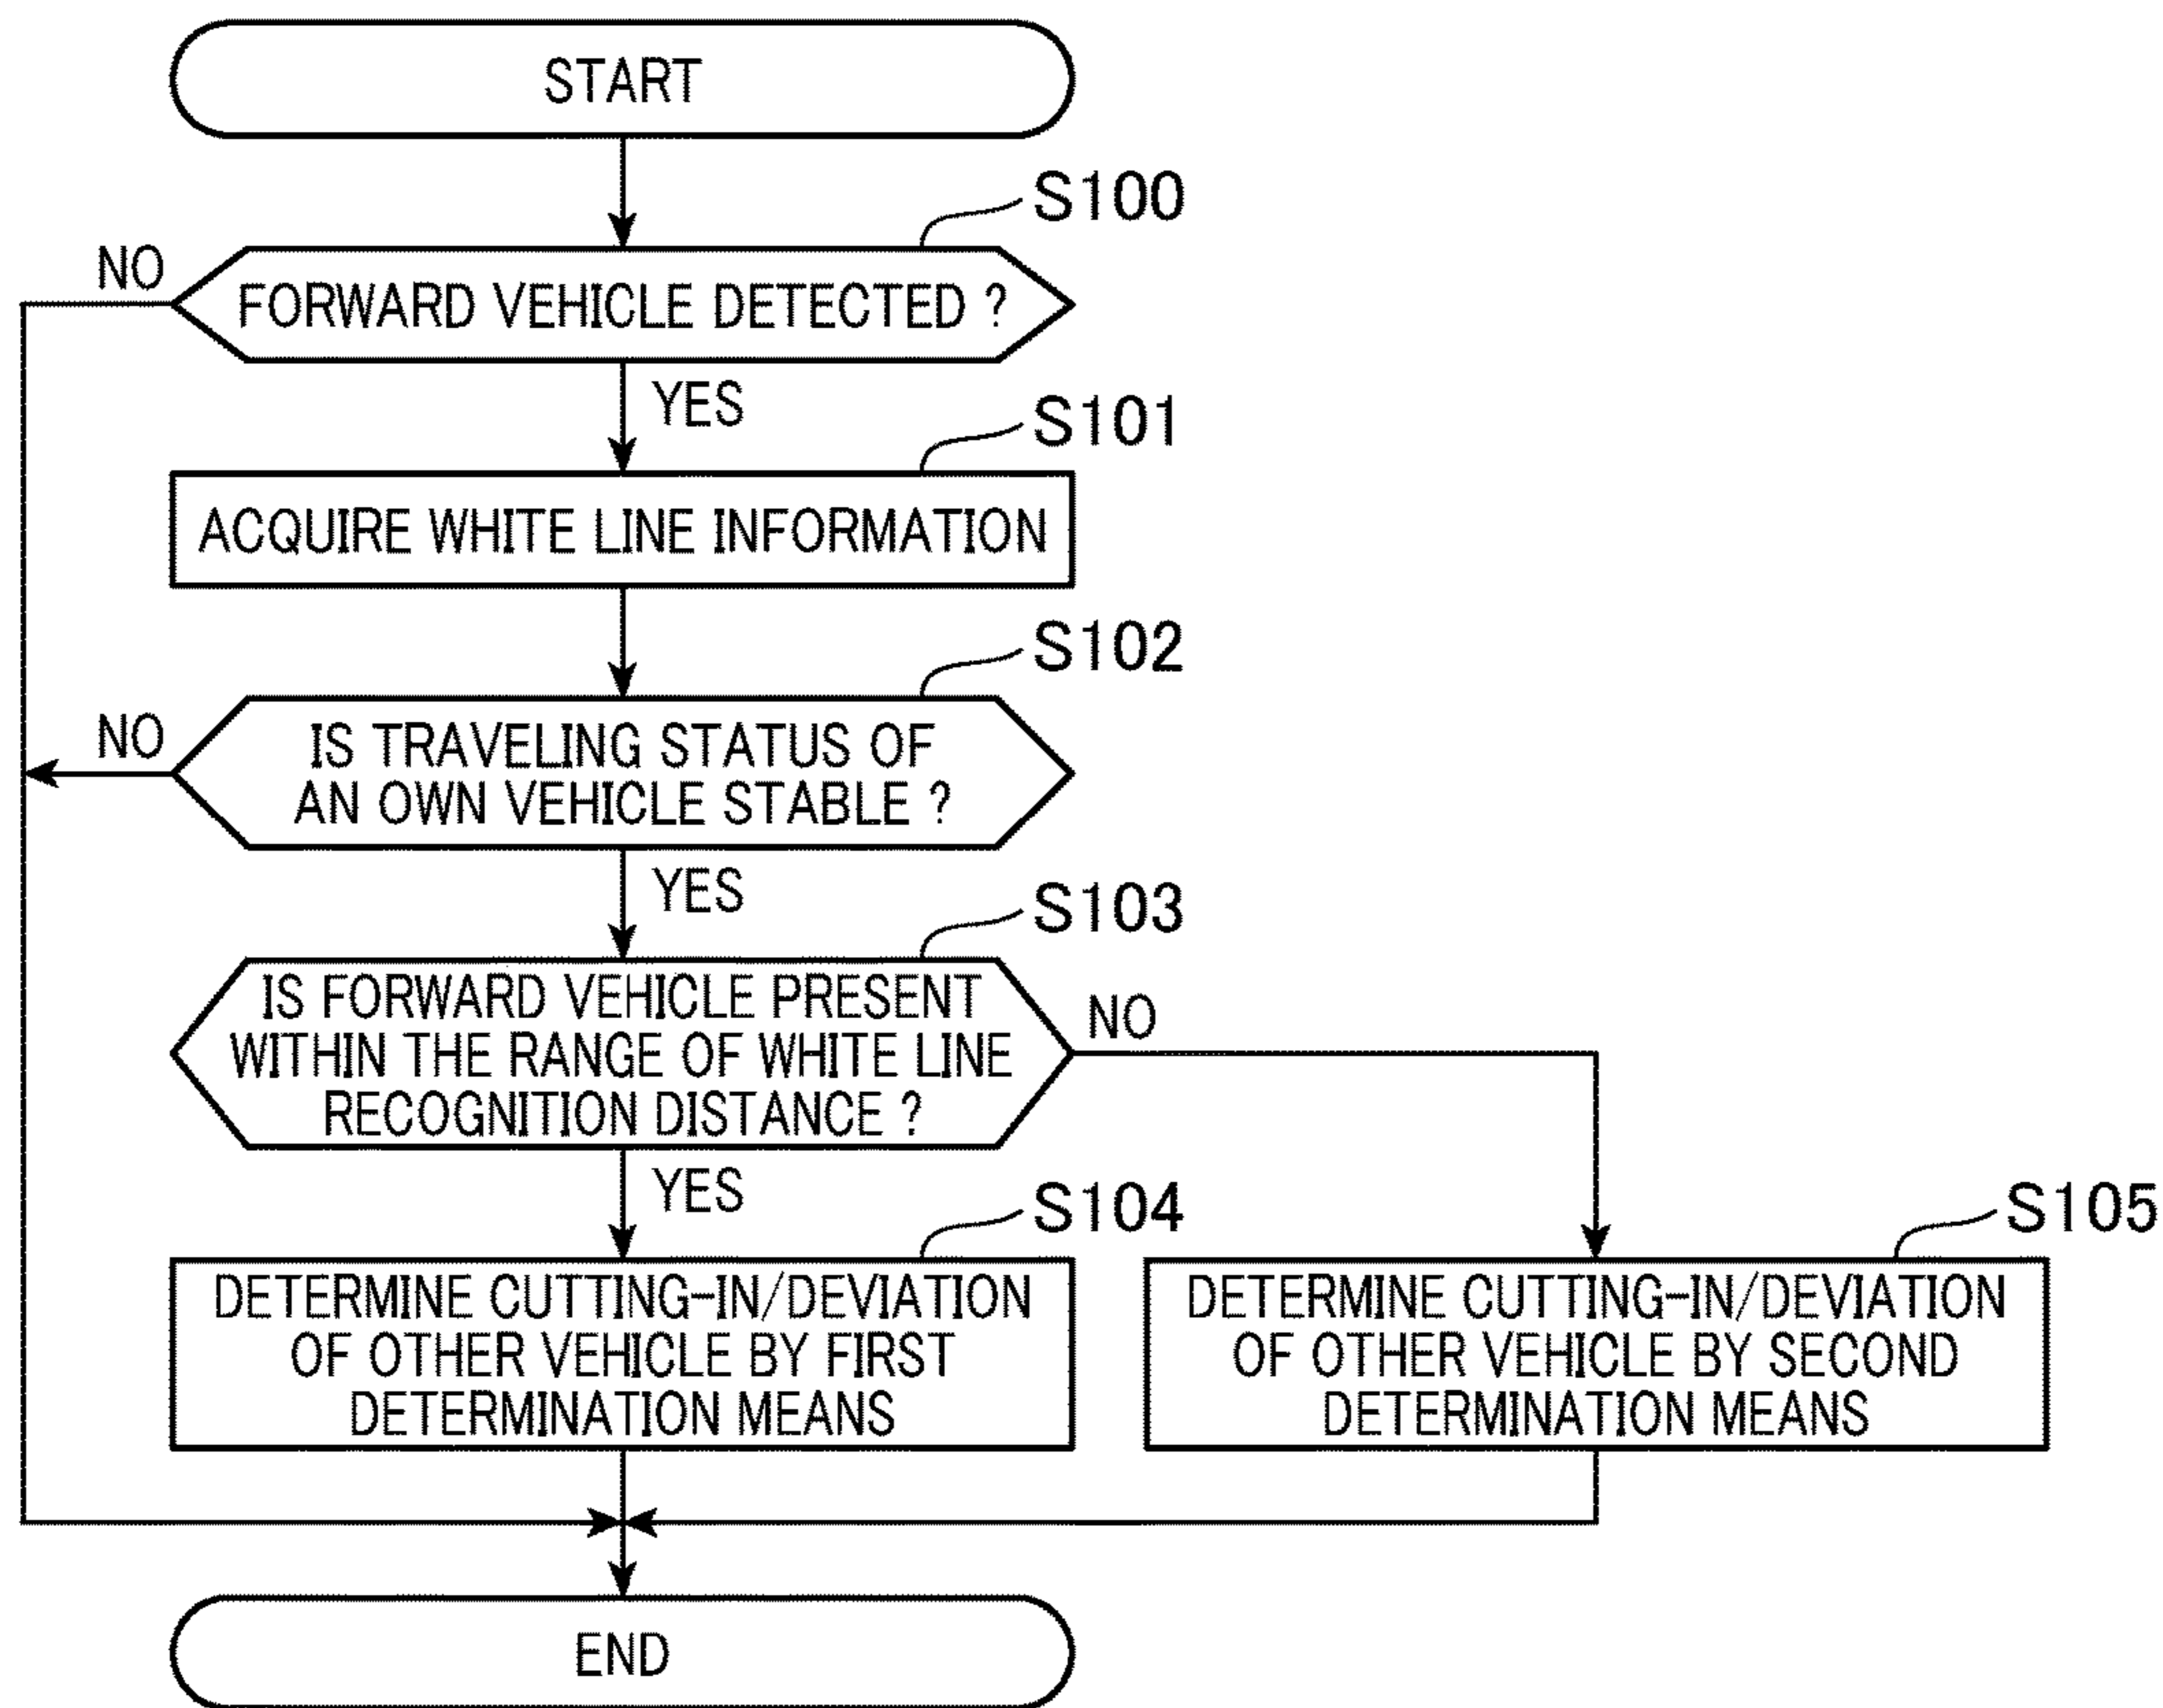 START
S100
NO
FORWARD VEHICLE DETECTED ?
YES
S101
ACQUIRE WHITE LINE INFORMATION
S102
NO
IS TRAVELING STATUS OF
AN OWN VEHICLE STABLE ?
YES
S103
IS FORWARD VEHICLE PRESENT
WITHIN THE RANGE OF WHITE LINE
RECOGNITION DISTANCE ?
NO
YES
S104
DETERMINE CUTTING-IN/DEVIATION
OF OTHER VEHICLE BY FIRST
DETERMINATION MEANS
S105
DETERMINE CUTTING-IN/DEVIATION
OF OTHER VEHICLE BY SECOND
DETERMINATION MEANS
END